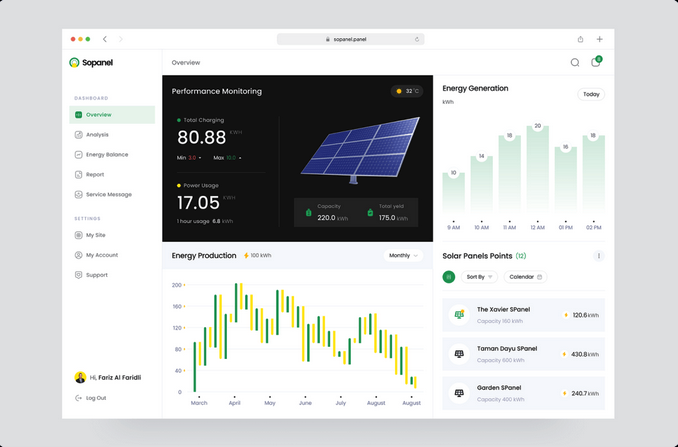 sopanel.panel
Sopanel
DASHBOARD
Overview
Analysis
Energy Balance
Report
Service Message
SETTINGS
My Site
My Account
Support
Hi, Fariz Al Faridli
Log Out
Overview
Performance Monitoring
32°C
Total Charging
80.88 KWH
Min 3.0
Max 18.0
Power Usage
17.05 KWH
1 hour usage 6.8 kWh
Capacity
220.0 kWh
Total yield
175.0 kWh
Energy Production
100 kWh
Monthly
200
160
120
80
40
0
March April May June July August August
Energy Generation
kWh
Today
10 14 18 20 16 18
9 AM 10 AM 11 AM 12 AM 01 PM 02 PM
Solar Panels Points (12)
Sort By
Calendar
The Xavier SPanel
Capacity 160 kWh
120.6 kWh
Taman Dayu SPanel
Capacity 600 kWh
430.8 kWh
Garden SPanel
Capacity 400 kWh
240.7 kWh